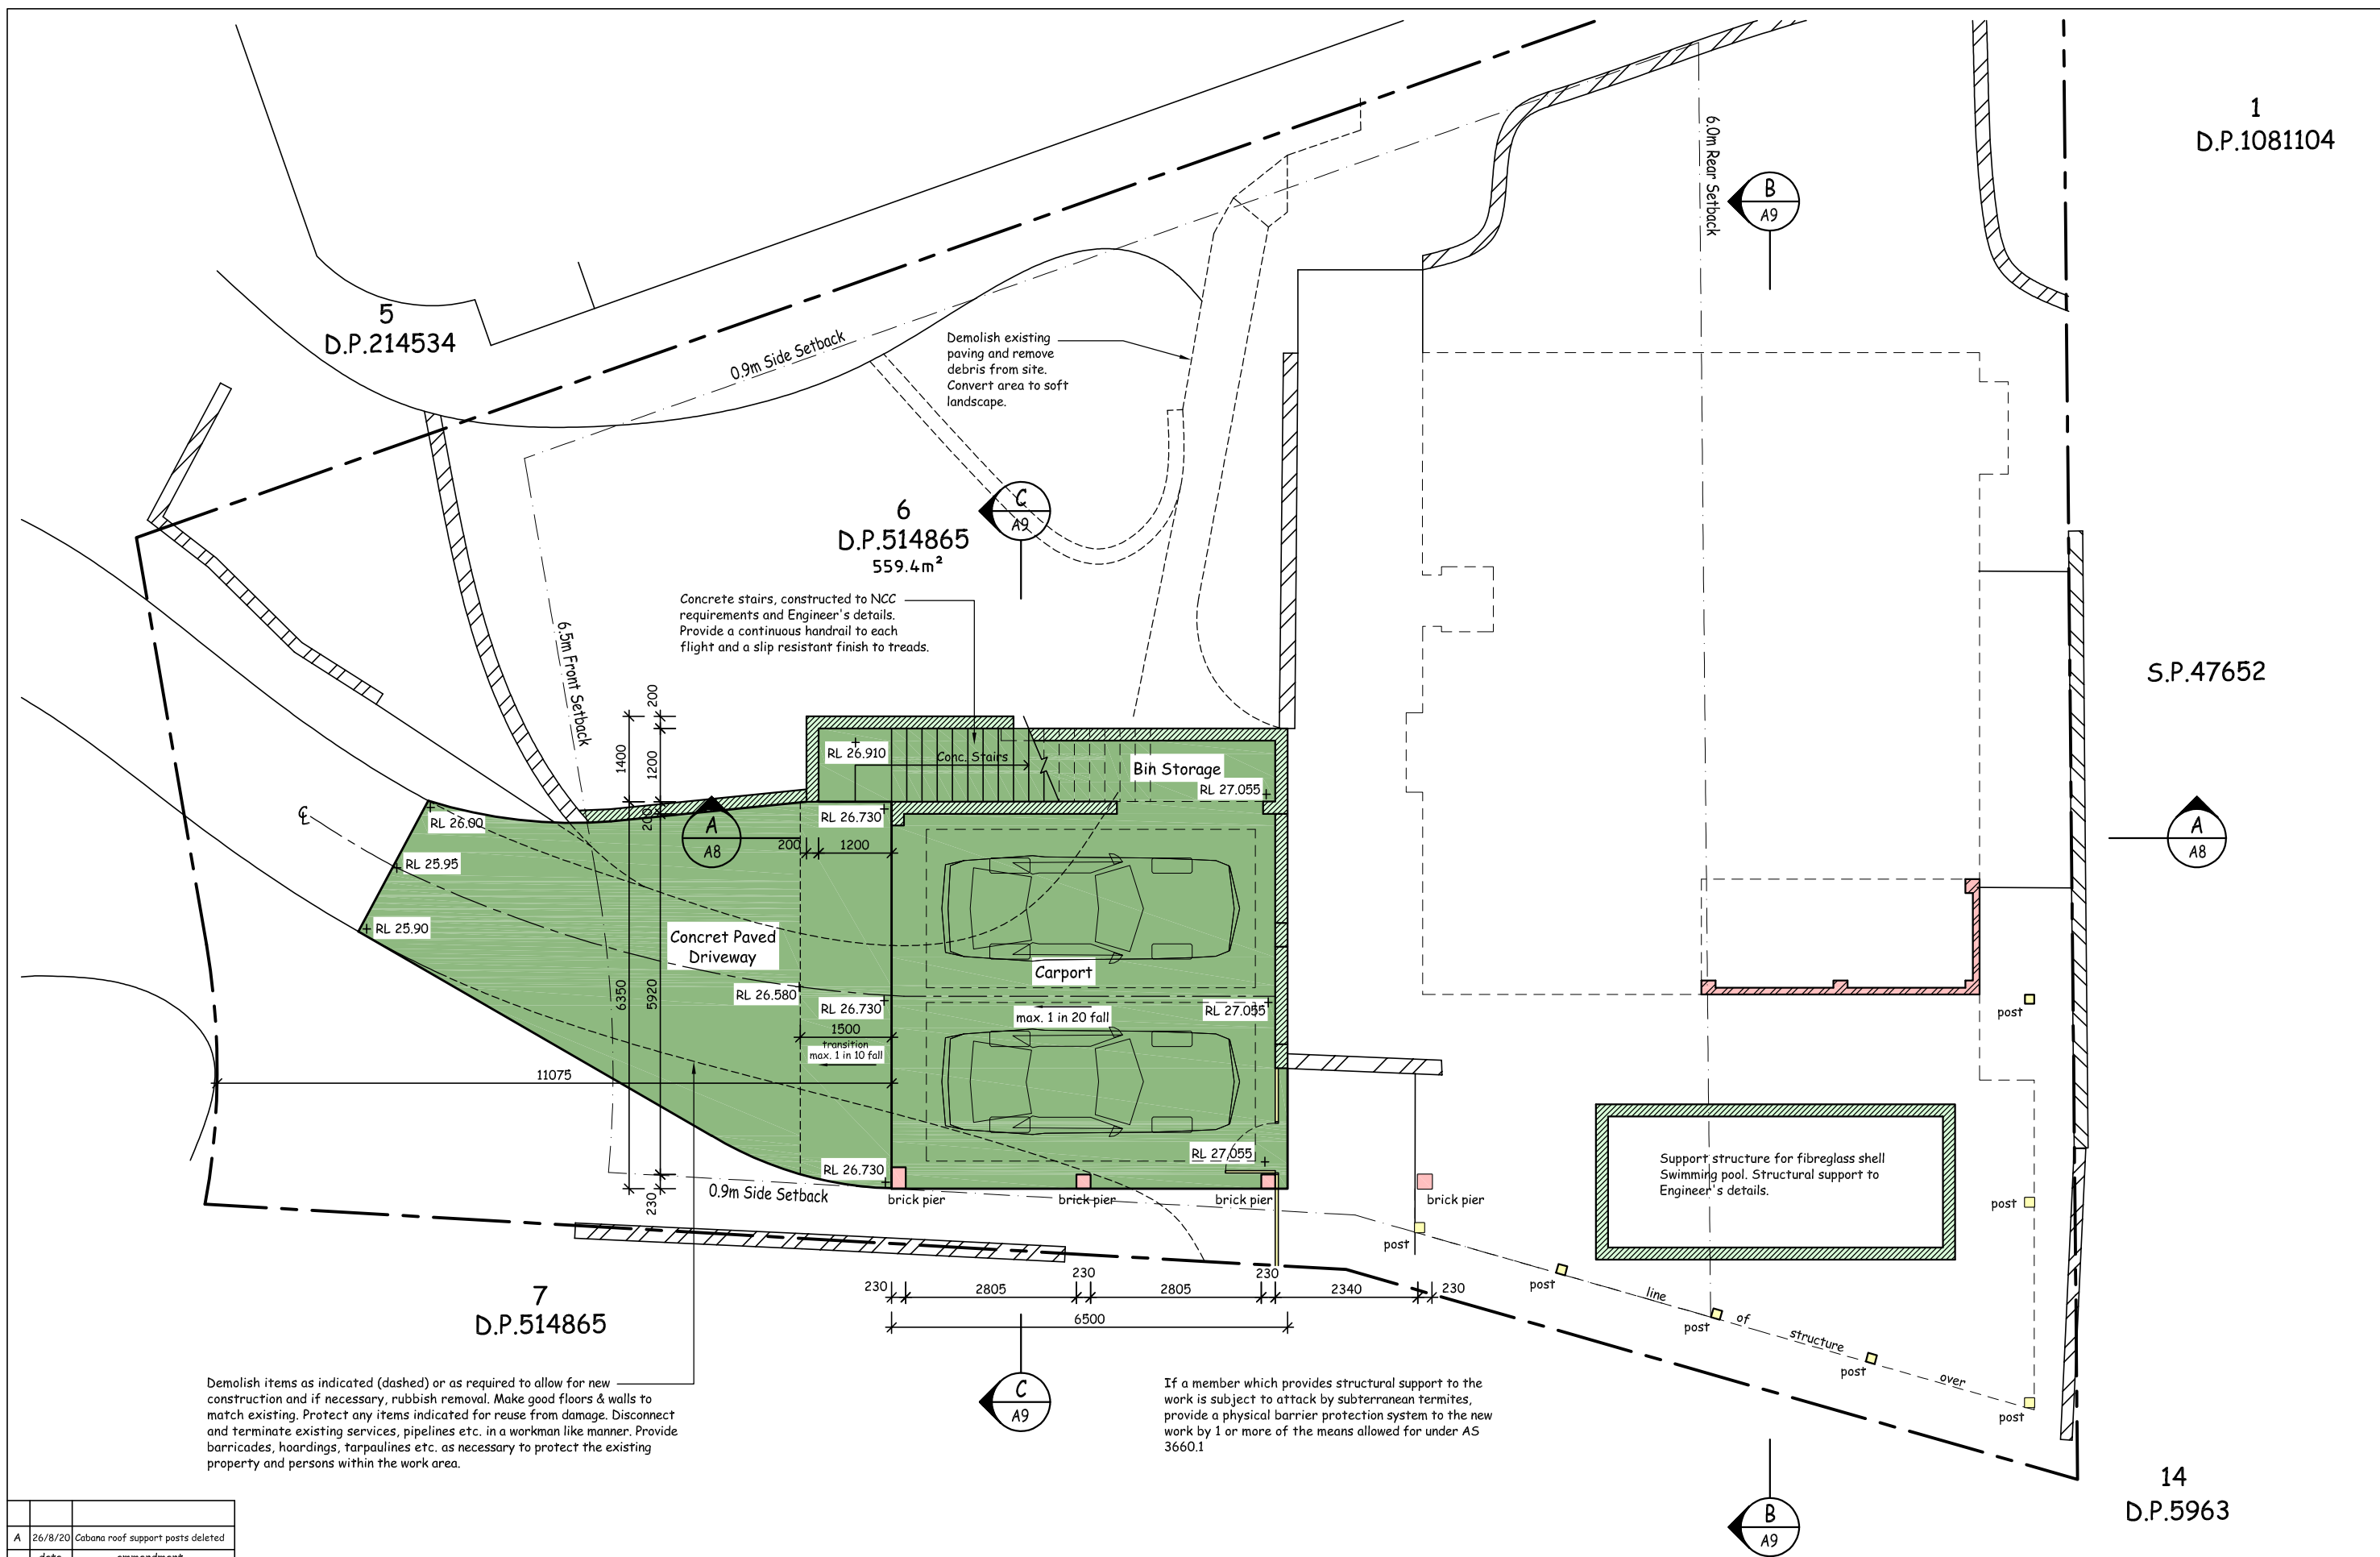 1
D.P.1081104
6.0m Rear Setback
B
A9
5
D.P.214534
0.9m Side Setback
Demolish existing
paving and remove
debris from site.
Convert area to soft
landscape.
6
D.P.514865
559.4m²
C
A9
Concrete stairs, constructed to NCC
requirements and Engineer's details.
Provide a continuous handrail to each
flight and a slip resistant finish to treads.
6.5m Front Setback
S.P.47652
200
1400
1200
200
RL 26.910
Conc. Stairs
Bin Storage
RL 27.055
℄
RL 26.00
RL 25.95
RL 25.90
A
A8
RL 26.730
200
1200
A
A8
Concret Paved
Driveway
Carport
6350
5920
RL 26.580
RL 26.730
RL 27.055
max. 1 in 20 fall
1500
transition
max. 1 in 10 fall
post
11075
RL 27.055
RL 26.730
230
0.9m Side Setback
brick pier
brick pier
brick pier
brick pier
Support structure for fibreglass shell
Swimming pool. Structural support to
Engineer's details.
post
post
post
line
of
structure
over
post
post
post
230
2805
230
2805
230
2340
230
6500
7
D.P.514865
C
A9
Demolish items as indicated (dashed) or as required to allow for new
construction and if necessary, rubbish removal. Make good floors & walls to
match existing. Protect any items indicated for reuse from damage. Disconnect
and terminate existing services, pipelines etc. in a workman like manner. Provide
barricades, hoardings, tarpaulines etc. as necessary to protect the existing
property and persons within the work area.
If a member which provides structural support to the
work is subject to attack by subterranean termites,
provide a physical barrier protection system to the new
work by 1 or more of the means allowed for under AS
3660.1
14
D.P.5963
B
A9
A 26/8/20 Cabana roof support posts deleted
date ammendment